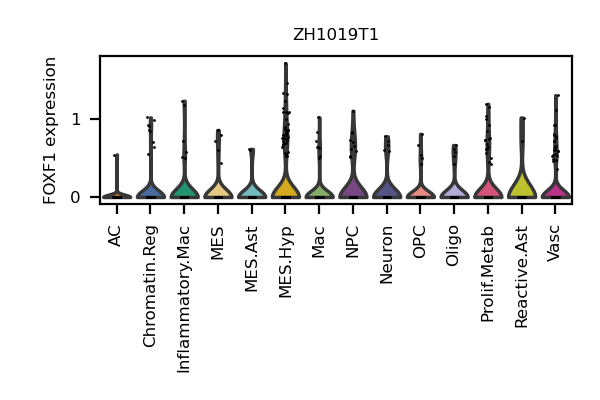 ZH1019T1
FOXF1 expression
1
0
AC
Chromatin.Reg
Inflammatory.Mac
MES
MES.Ast
MES.Hyp
Mac
NPC
Neuron
OPC
Oligo
Prolif.Metab
Reactive.Ast
Vasc